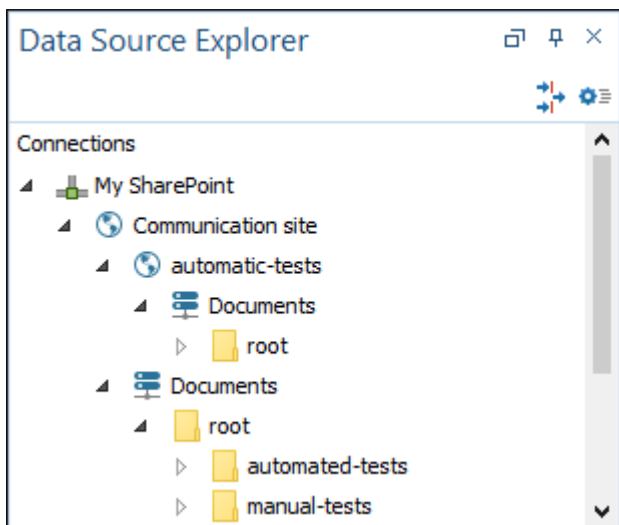 Data Source Explorer
Connections
My SharePoint
Communication site
automatic-tests
Documents
root
Documents
root
automated-tests
manual-tests